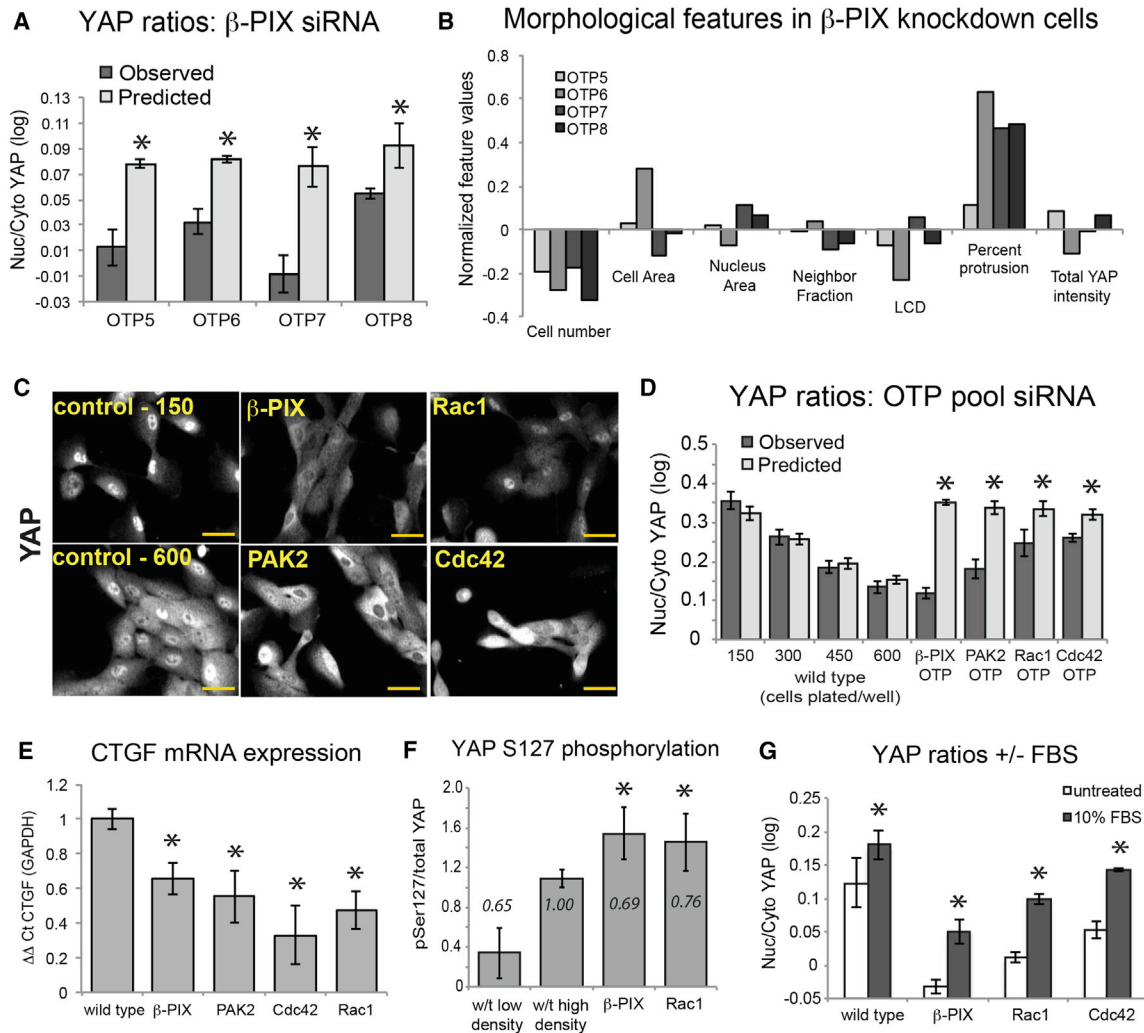 A YAP ratios: β-PIX siRNA
Observed
Predicted
Nuc/Cyto YAP (log)
0.13
0.11
0.09
0.07
0.05
0.03
0.01
-0.01
-0.03
* * * *
OTP5 OTP6 OTP7 OTP8
B Morphological features in β-PIX knockdown cells
OTP5
OTP6
OTP7
OTP8
Normalized feature values
0.8
0.6
0.4
0.2
0
-0.2
-0.4
Cell number
Cell Area
Nucleus
Area
Neighbor
Fraction
LCD
Percent
protrusion
Total YAP
intensity
C
YAP
control - 150 β-PIX Rac1
control - 600 PAK2 Cdc42
D YAP ratios: OTP pool siRNA
Observed
Predicted
Nuc/Cyto YAP (log)
0.5
0.4
0.3
0.2
0.1
0
* * * *
150 300 450 600 β-PIX PAK2 Rac1 Cdc42
OTP OTP OTP OTP
wild type
(cells plated/well)
E CTGF mRNA expression
ΔΔ Ct CTGF (GAPDH)
1.2
1
0.8
0.6
0.4
0.2
0
* * * *
wild type β-PIX PAK2 Cdc42 Rac1
F YAP S127 phosphorylation
pSer127/total YAP
2.0
1.6
1.2
0.8
0.4
0
* *
0.65 1.00 0.69 0.76
w/t low
density
w/t high
density
β-PIX Rac1
G YAP ratios +/- FBS
untreated
10% FBS
Nuc/Cyto YAP (log)
0.25
0.2
0.15
0.1
0.05
0
-0.05
* * * *
wild type β-PIX Rac1 Cdc42